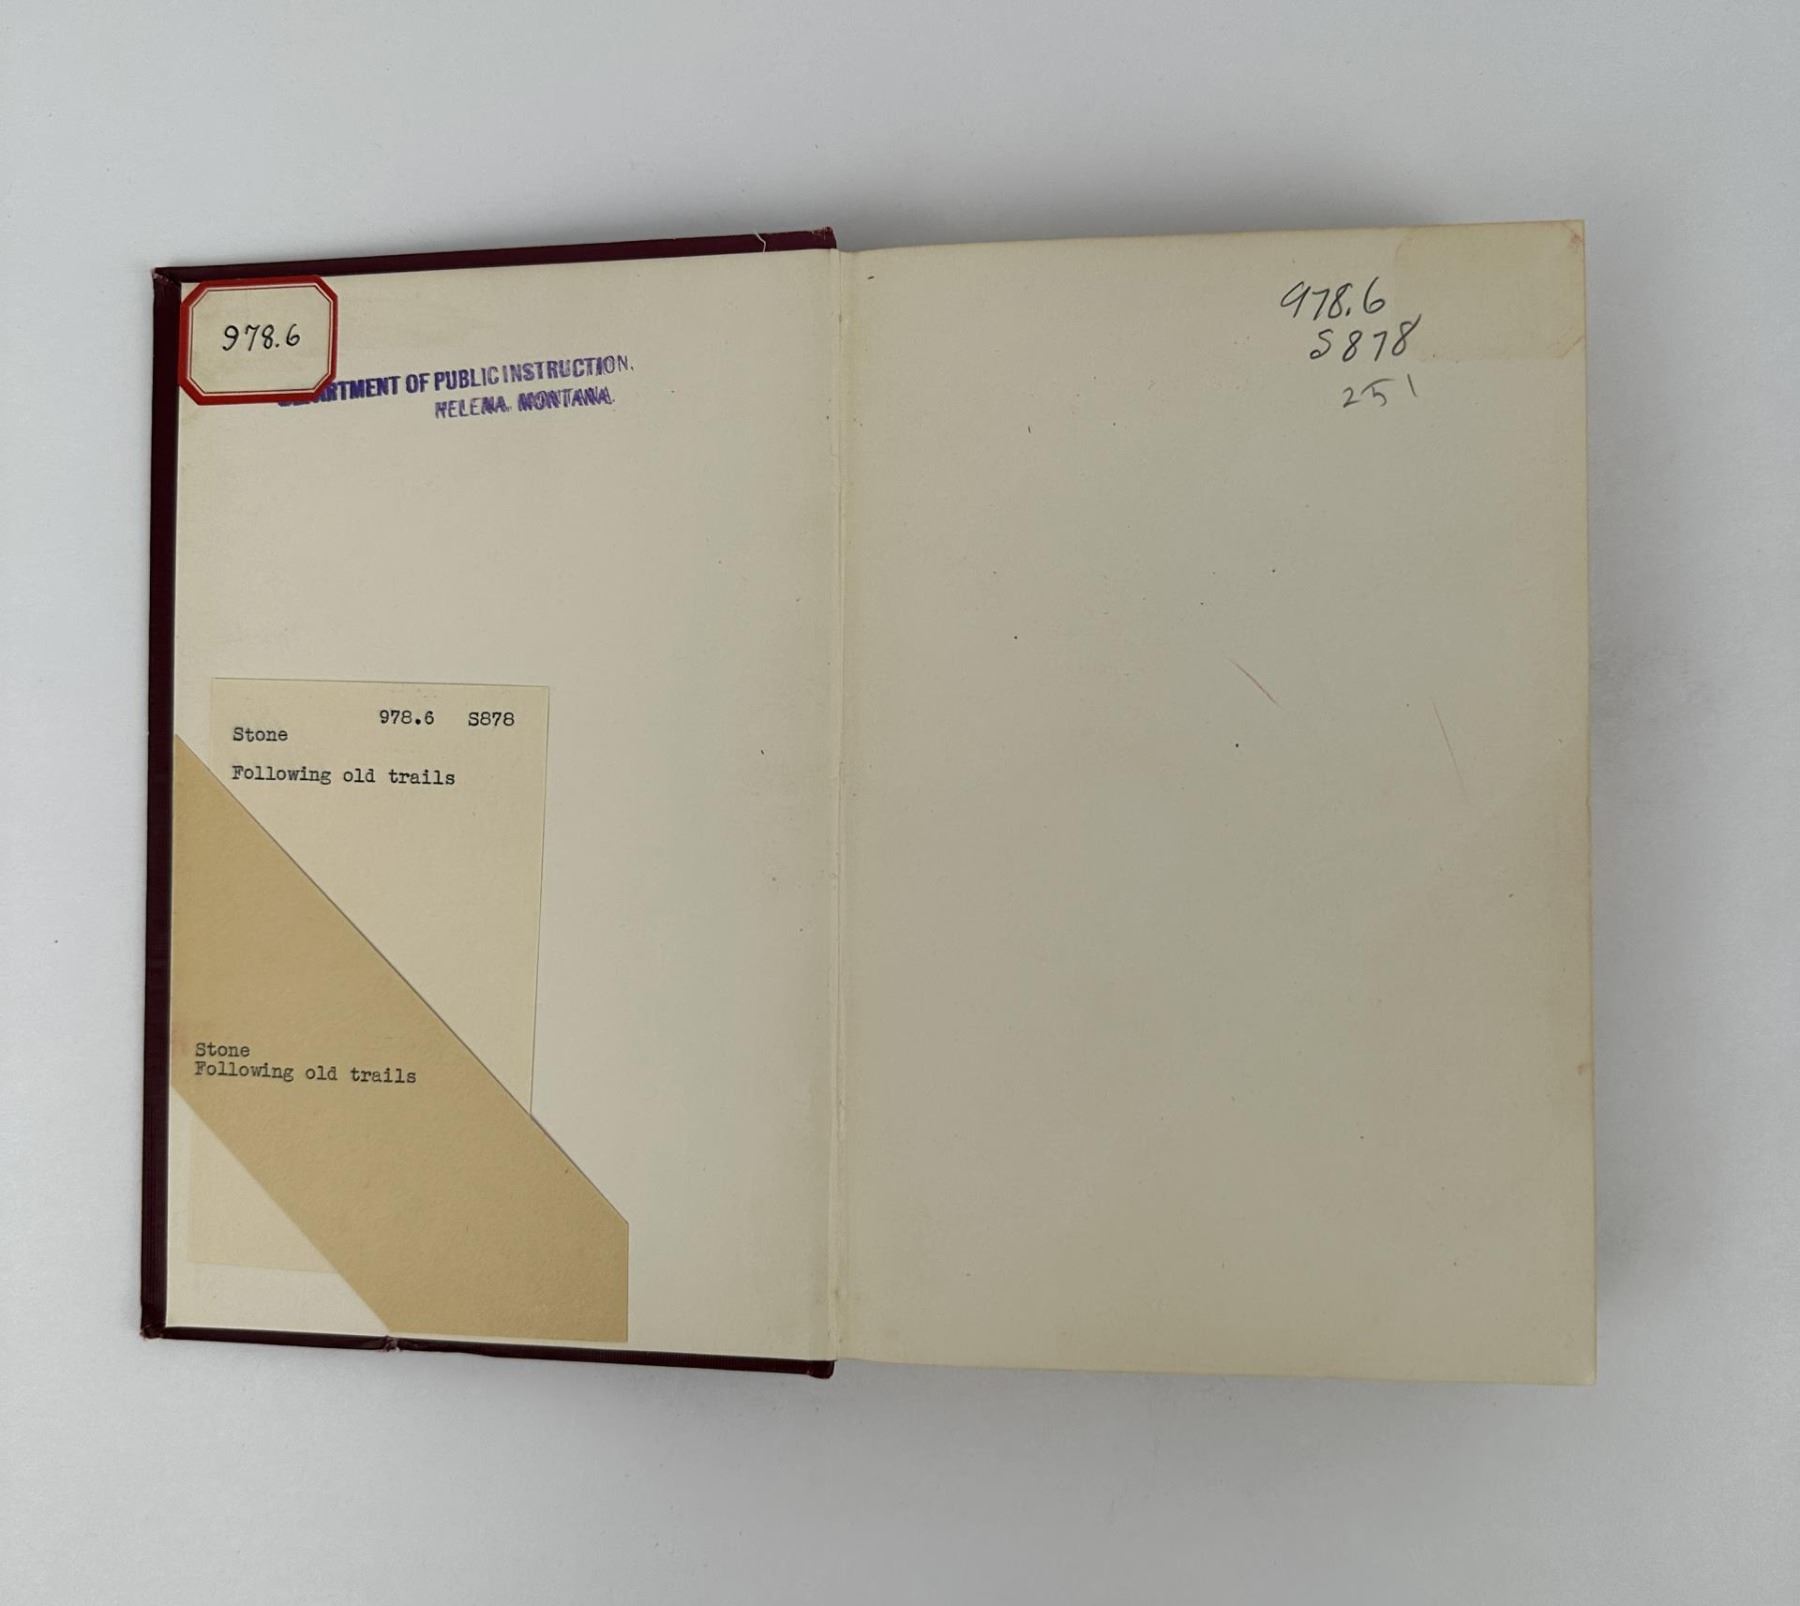 978.6
DEPARTMENT OF PUBLIC INSTRUCTION.
HELENA, MONTANA.
978.6 S878
Stone
Following old trails
Stone
Following old trails
978.6
S878
251